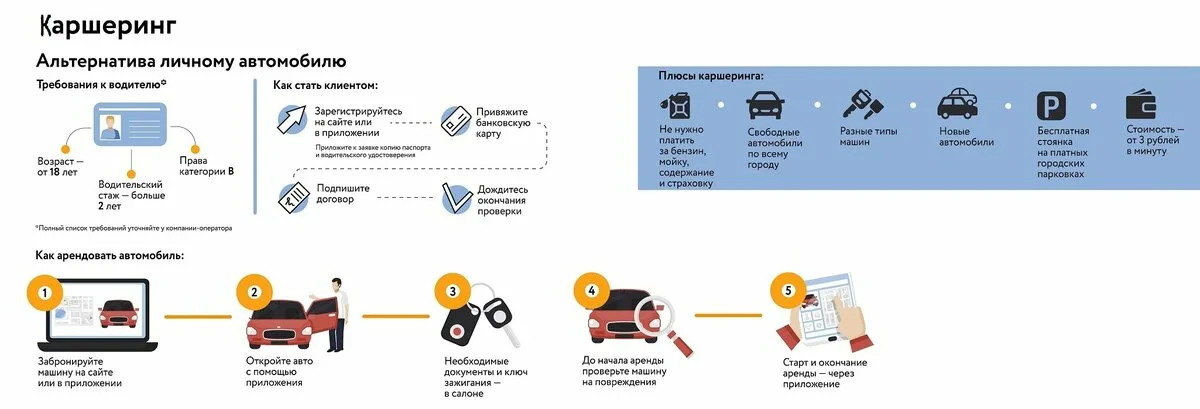 Каршеринг
Альтернатива личному автомобилю
Требования к водителю*
Возраст —
от 18 лет
Водительский
стаж — больше
2 лет
Права
категории B
*Полный список требований уточняйте у компании-оператора
Как стать клиентом:
Зарегистрируйтесь
на сайте или
в приложении
Приложите к заявке копию паспорта
и водительского удостоверения
Привяжите
банковскую
карту
Подпишите
договор
Дождитесь
окончания
проверки
Плюсы каршеринга:
Не нужно
платить
за бензин,
мойку,
содержание
и страховку
Свободные
автомобили
по всему
городу
Разные типы
машин
Новые
автомобили
P
Бесплатная
стоянка
на платных
городских
парковках
Стоимость —
от 3 рублей
в минуту
Как арендовать автомобиль:
1
Забронируйте
машину на сайте
или в приложении
2
Откройте авто
с помощью
приложения
3
Необходимые
документы и ключ
зажигания —
в салоне
4
До начала аренды
проверьте машину
на повреждения
5
Старт и окончание
аренды — через
приложение